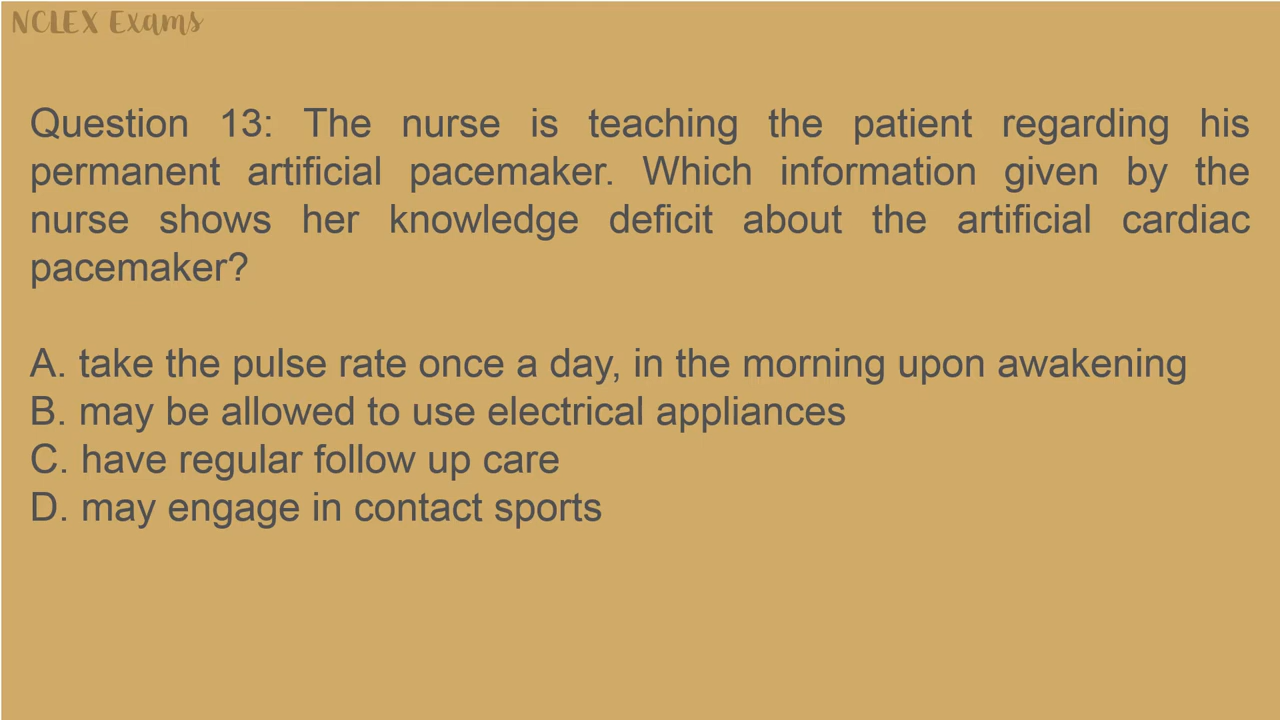 NCLEX Exams
Question 13: The nurse is teaching the patient regarding his
permanent artificial pacemaker. Which information given by the
nurse shows her knowledge deficit about the artificial cardiac
pacemaker?
A. take the pulse rate once a day, in the morning upon awakening
B. may be allowed to use electrical appliances
C. have regular follow up care
D. may engage in contact sports